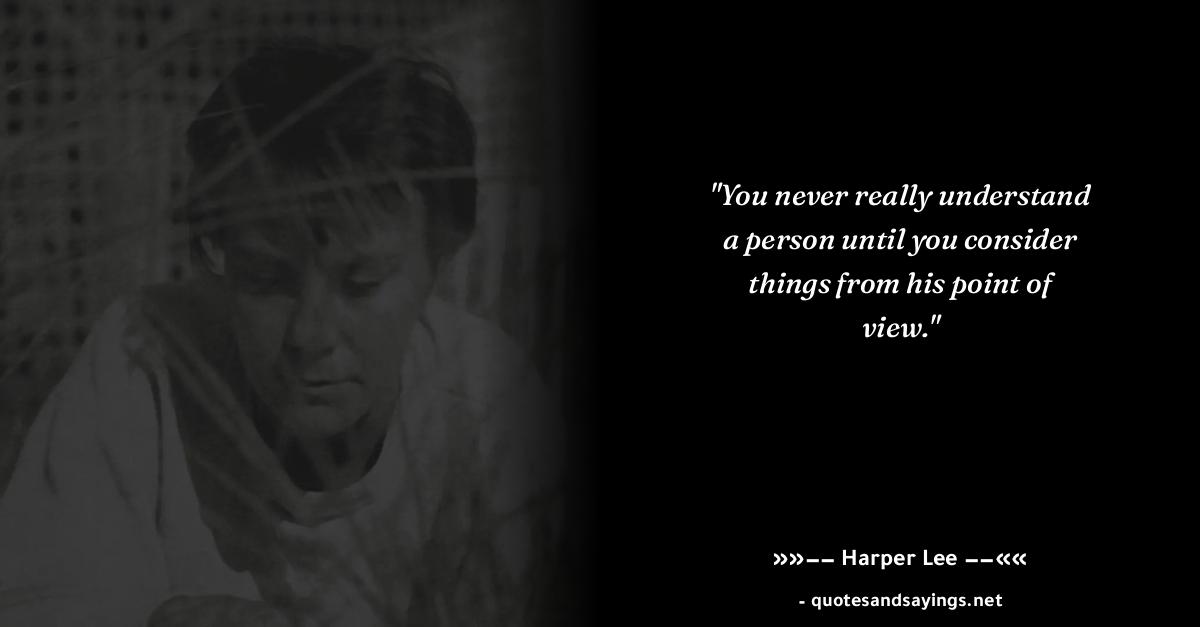 "You never really understand
a person until you consider
things from his point of
view."
»»−− Harper Lee −−««
- quotesandsayings.net